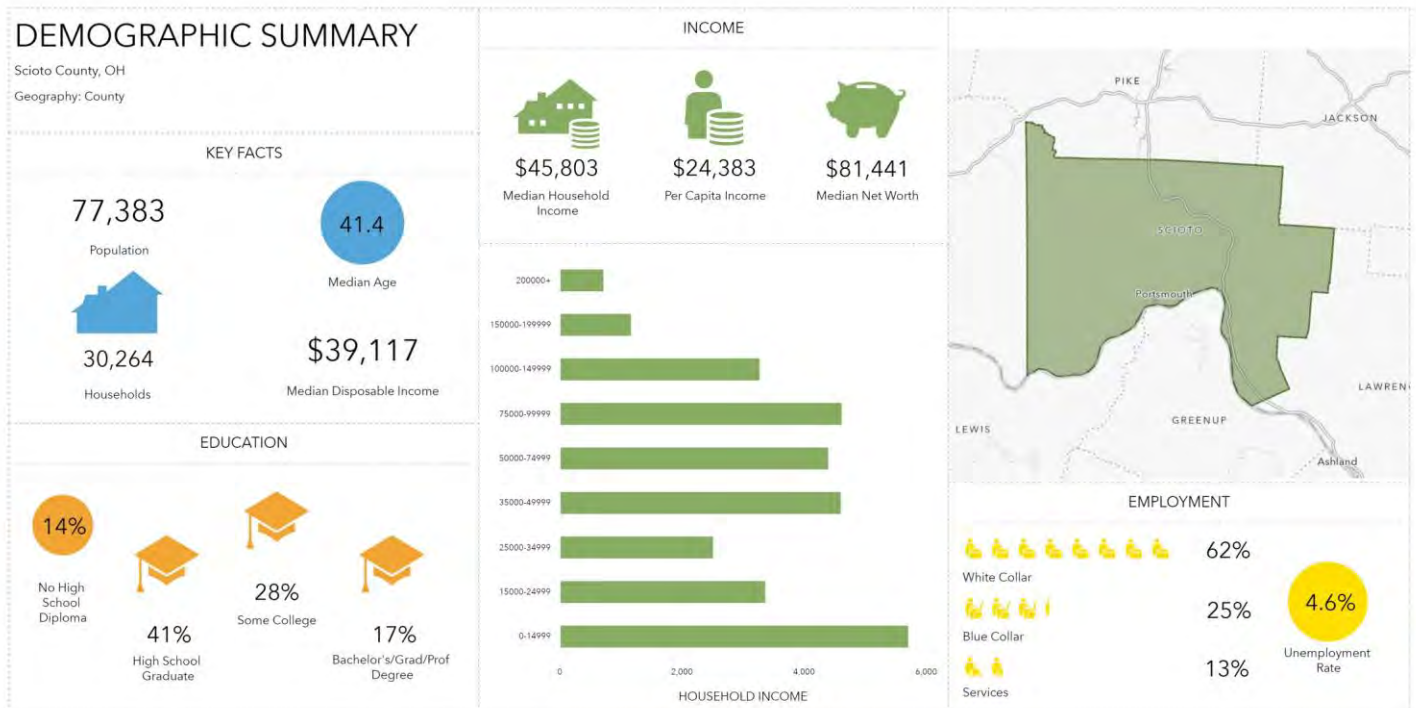 DEMOGRAPHIC SUMMARY
Scioto County, OH
Geography: County
KEY FACTS
77,383
Population
41.4
Median Age
30,264
Households
$39,117
Median Disposable Income
EDUCATION
14%
No High
School
Diploma
41%
High School
Graduate
28%
Some College
17%
Bachelor's/Grad/Prof
Degree
INCOME
$45,803
Median Household
Income
$24,383
Per Capita Income
$81,441
Median Net Worth
200000+
150000-199999
100000-149999
75000-99999
50000-74999
35000-49999
25000-34999
15000-24999
0-14999
0
2,000
4,000
6,000
HOUSEHOLD INCOME
PIKE
JACKSON
SCIOTO
Portsmouth
LAWREN
GREENUP
LEWIS
Ashland
EMPLOYMENT
62%
White Collar
25%
Blue Collar
13%
Services
4.6%
Unemployment
Rate